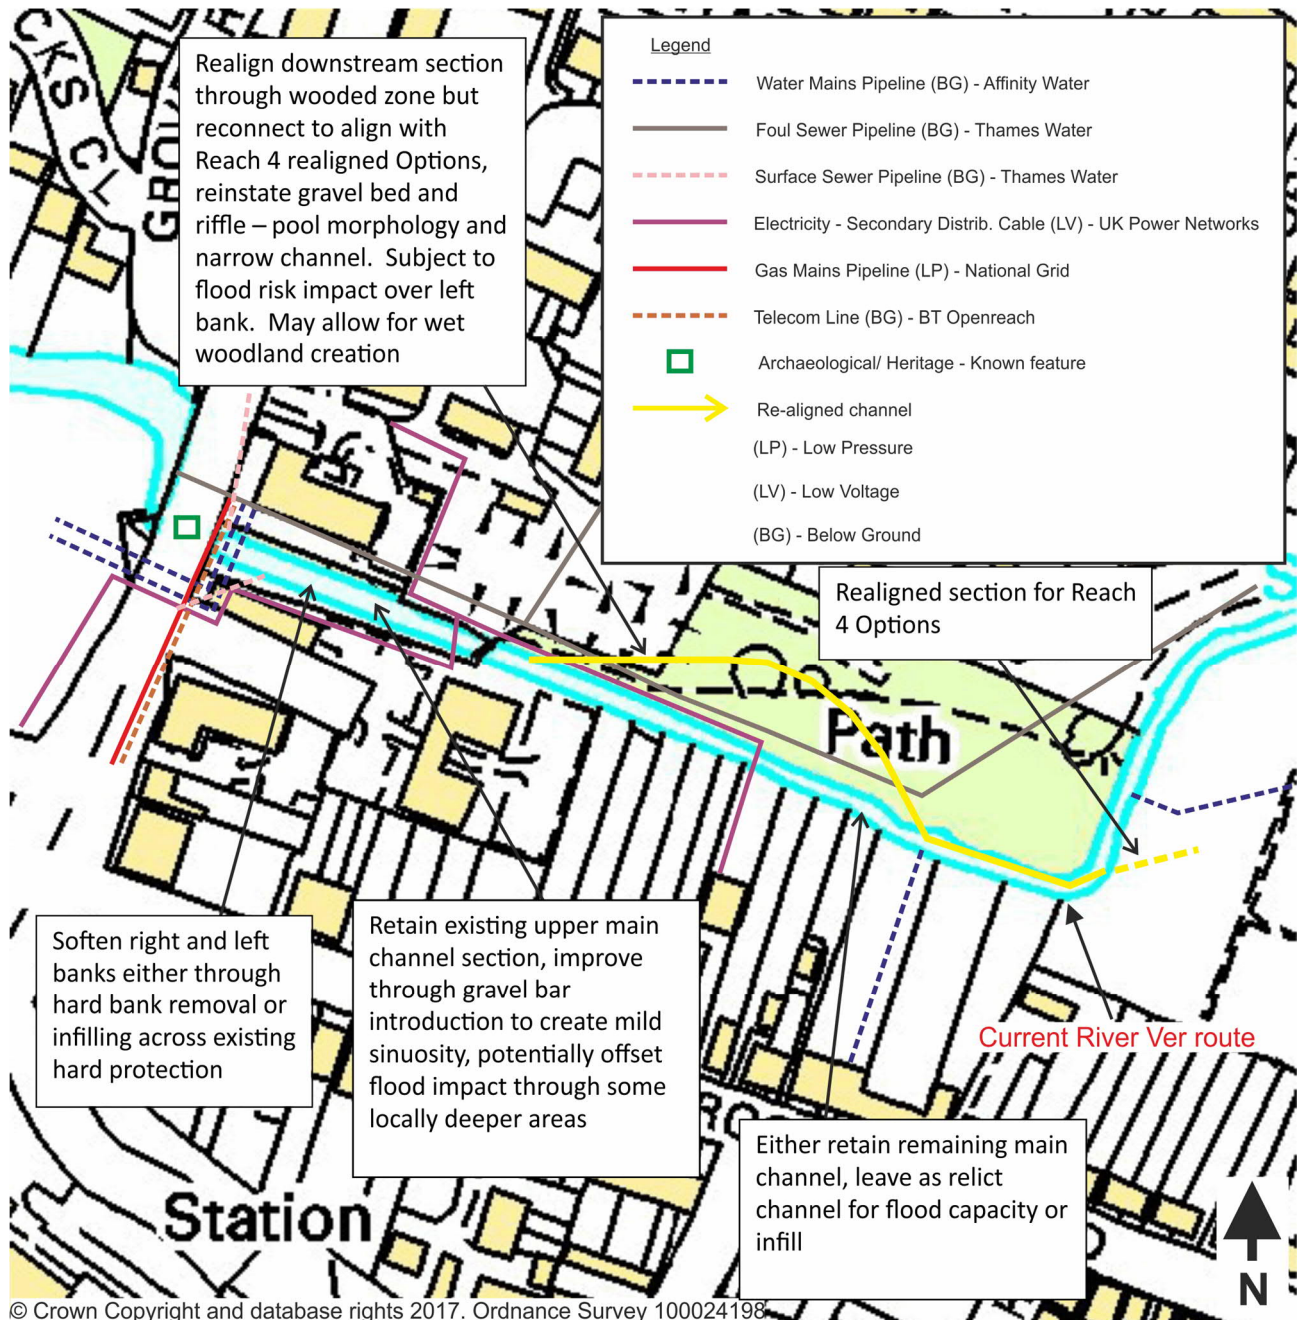 CKS CL
GRO
Realign downstream section
through wooded zone but
reconnect to align with
Reach 4 realigned Options,
reinstate gravel bed and
riffle – pool morphology and
narrow channel. Subject to
flood risk impact over left
bank. May allow for wet
woodland creation
Legend
Water Mains Pipeline (BG) - Affinity Water
Foul Sewer Pipeline (BG) - Thames Water
Surface Sewer Pipeline (BG) - Thames Water
Electricity - Secondary Distrib. Cable (LV) - UK Power Networks
Gas Mains Pipeline (LP) - National Grid
Telecom Line (BG) - BT Openreach
Archaeological/ Heritage - Known feature
Re-aligned channel
(LP) - Low Pressure
(LV) - Low Voltage
(BG) - Below Ground
Realigned section for Reach
4 Options
Path
Soften right and left
banks either through
hard bank removal or
infilling across existing
hard protection
Retain existing upper main
channel section, improve
through gravel bar
introduction to create mild
sinuosity, potentially offset
flood impact through some
locally deeper areas
Current River Ver route
Either retain remaining main
channel, leave as relict
channel for flood capacity or
infill
Station
N
© Crown Copyright and database rights 2017. Ordnance Survey 100024198